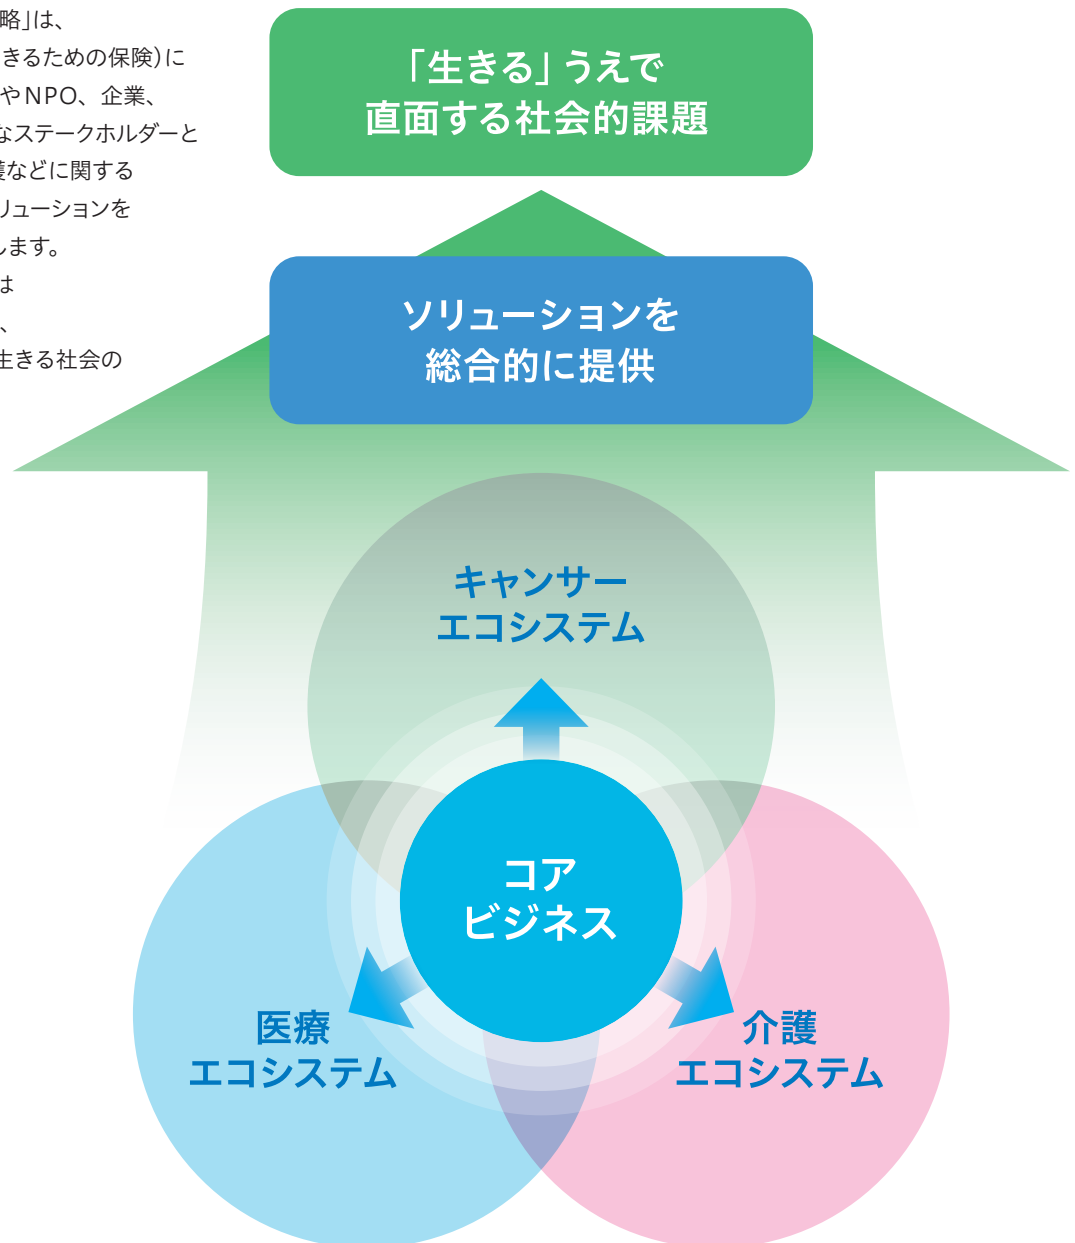 略」は、
きるための保険）に
やNPO、企業、
なステークホルダーと
護などに関する
リューションを
します。
は
、
生きる社会の
「生きる」うえで
直面する社会的課題
ソリューションを
総合的に提供
キャンサー
エコシステム
コア
ビジネス
医療
エコシステム
介護
エコシステム